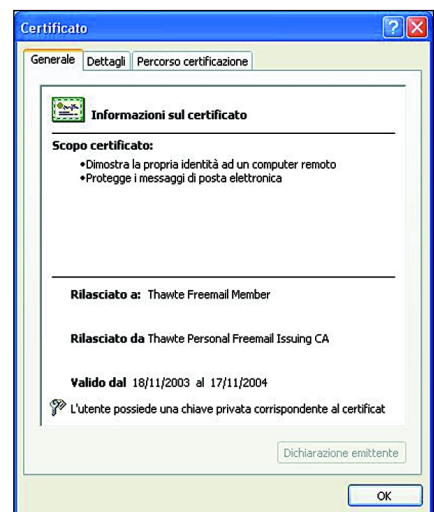 Certificato
Generale Dettagli Percorso certificazione
Informazioni sul certificato
Scopo certificato:
•Dimostra la propria identità ad un computer remoto
•Protegge i messaggi di posta elettronica
Rilasciato a: Thawte Freemail Member
Rilasciato da Thawte Personal Freemail Issuing CA
Valido dal 18/11/2003 al 17/11/2004
L'utente possiede una chiave privata corrispondente al certificat
Dichiarazione emittente
OK